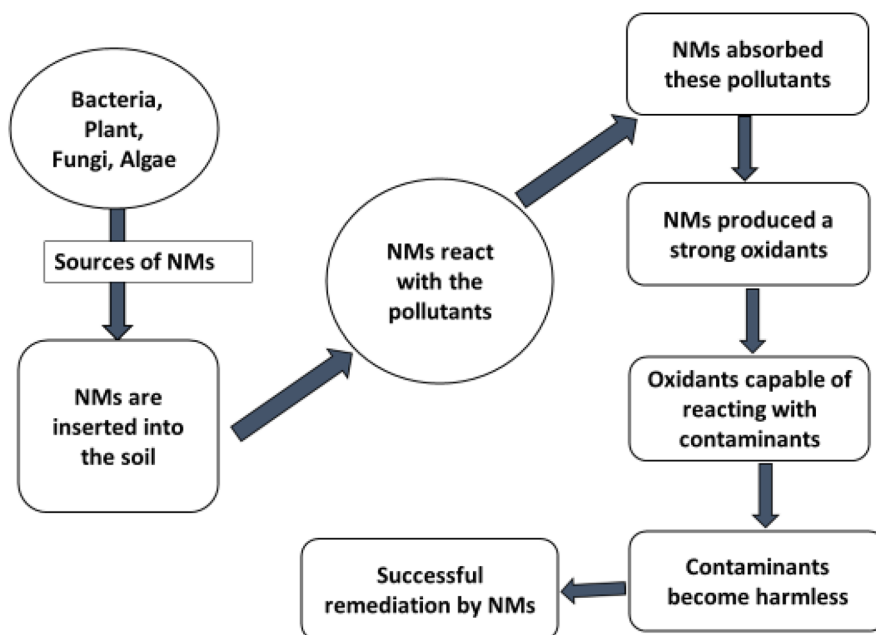 Bacteria,
Plant,
Fungi, Algae
Sources of NMs
NMs are
inserted into
the soil
NMs react
with the
pollutants
NMs absorbed
these pollutants
NMs produced a
strong oxidants
Oxidants capable of
reacting with
contaminants
Contaminants
become harmless
Successful
remediation by NMs